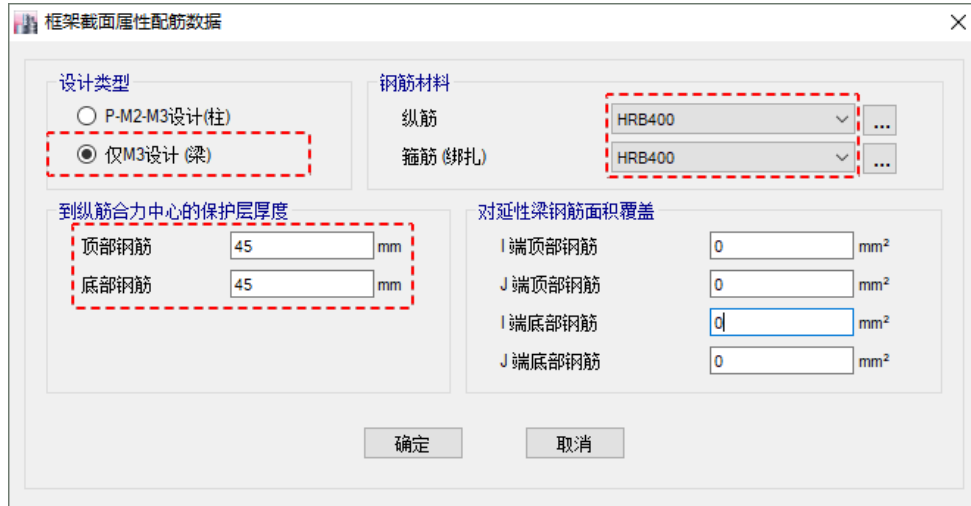 框架截面属性配筋数据
设计类型
P-M2-M3设计(柱)
仅M3设计 (梁)
钢筋材料
纵筋 HRB400 ...
箍筋 (绑扎) HRB400 ...
到纵筋合力中心的保护层厚度
顶部钢筋 45 mm
底部钢筋 45 mm
对延性梁钢筋面积覆盖
I 端顶部钢筋 0 mm²
J 端顶部钢筋 0 mm²
I 端底部钢筋 0 mm²
J 端底部钢筋 0 mm²
确定 取消